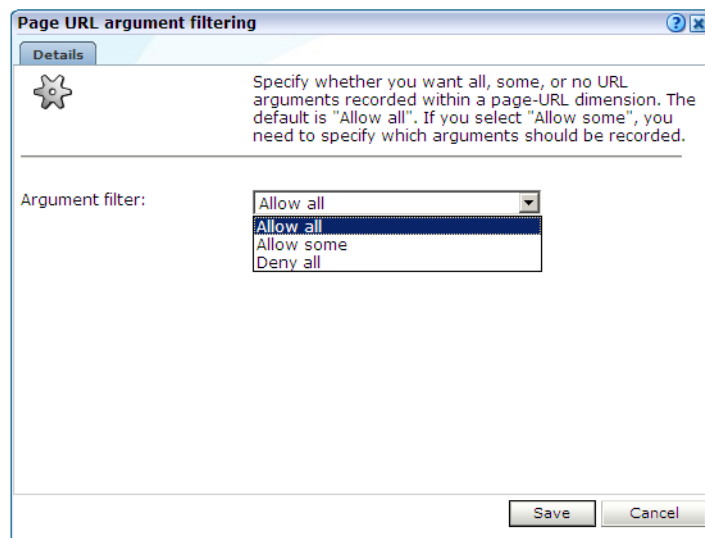 Page URL argument filtering
Details
Specify whether you want all, some, or no URL
arguments recorded within a page-URL dimension. The
default is "Allow all". If you select "Allow some", you
need to specify which arguments should be recorded.
Argument filter:
Allow all
Allow all
Allow some
Deny all
Save
Cancel